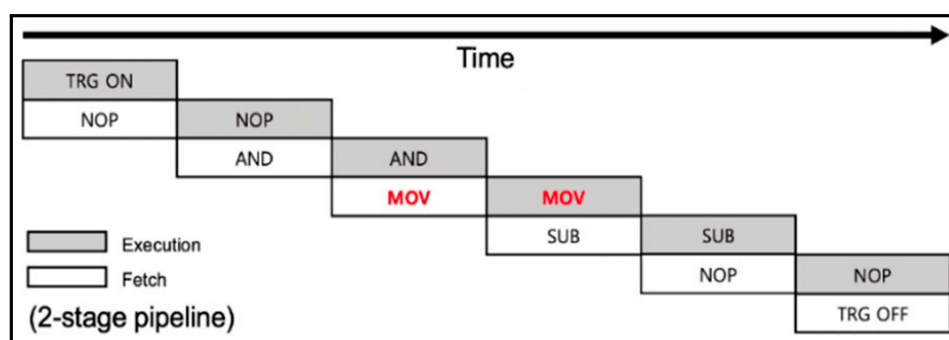 Time
TRG ON
NOP NOP
AND AND
MOV MOV
SUB SUB
NOP NOP
TRG OFF
Execution
Fetch
(2-stage pipeline)